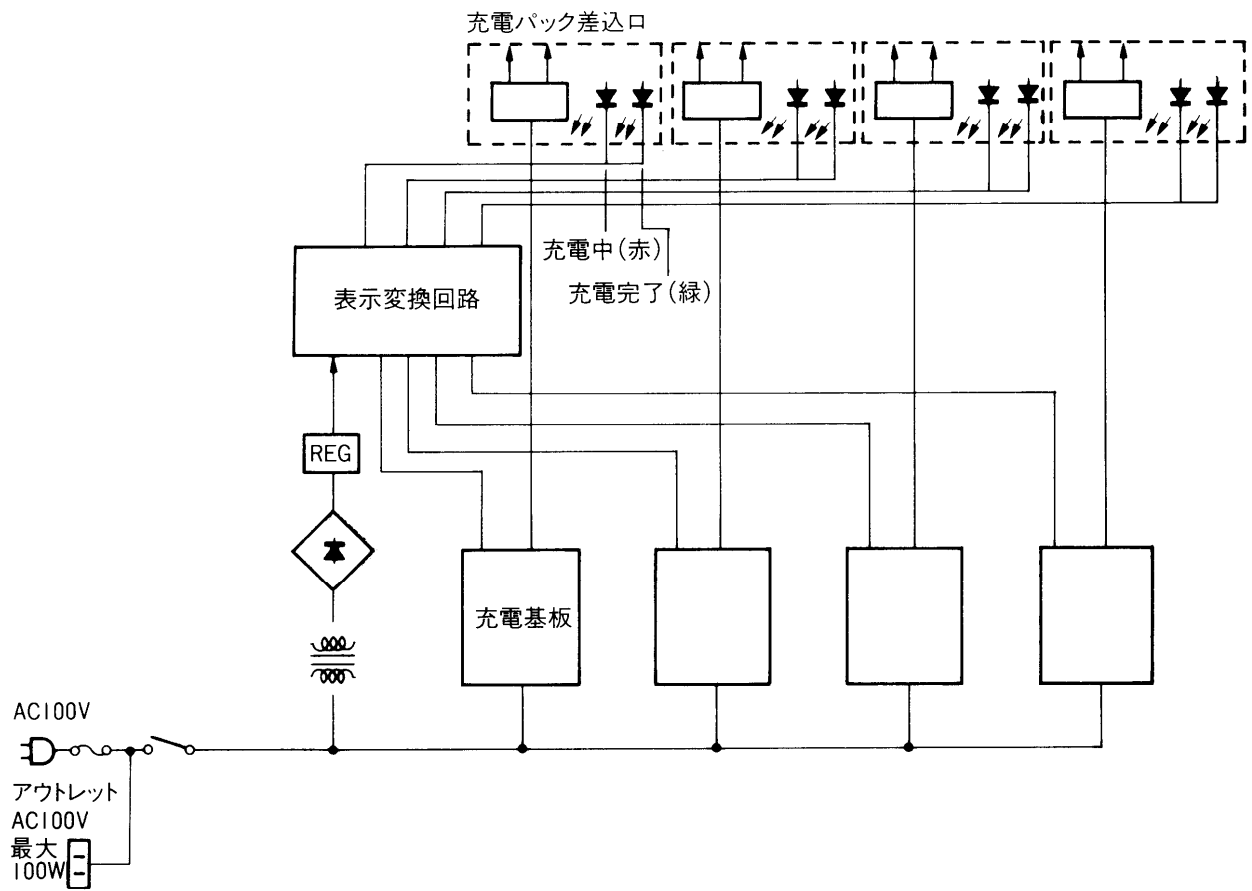 充電パック差込口
充電中(赤)
充電完了(緑)
表示変換回路
REG
充電基板
AC100V
アウトレット
AC100V
最大
100W